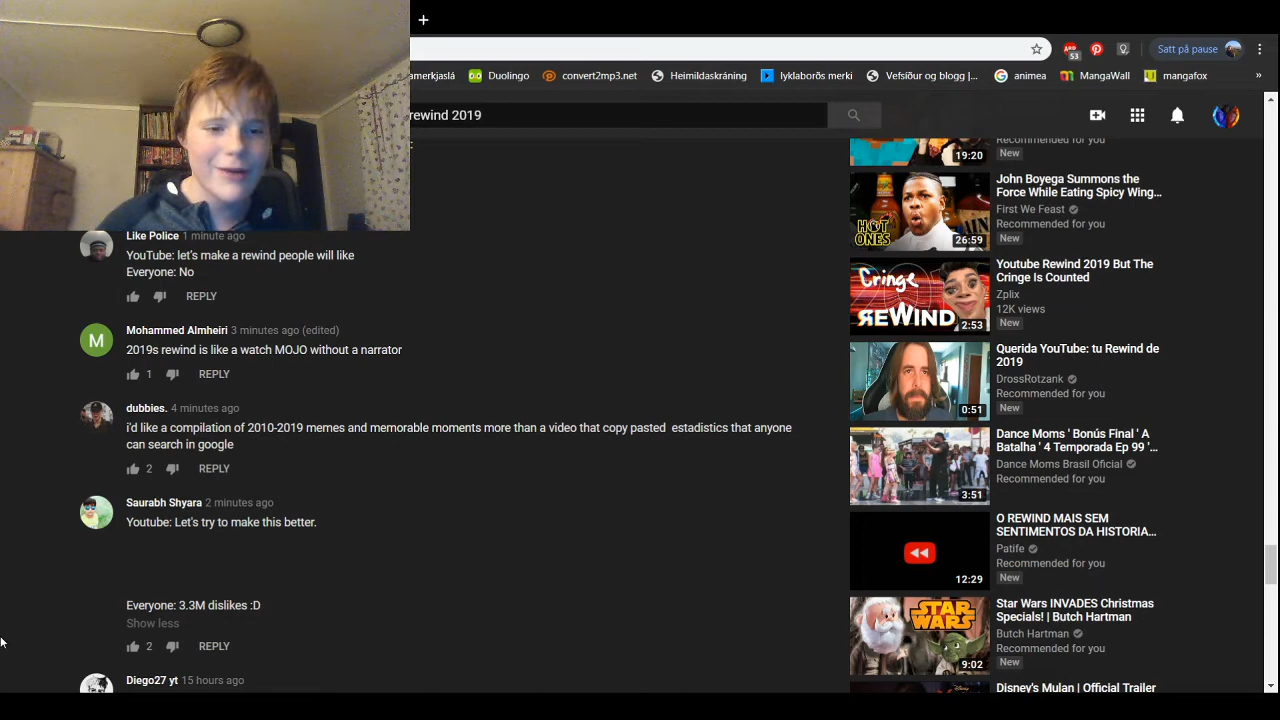 Satt på pause
53
amerkjaslá
Duolingo
convert2mp3.net
Heimildaskráning
lyklaborðs merki
Vefsíður og blogg |...
animea
MangaWall
mangafox
»
rewind 2019
Like Police 1 minute ago
YouTube: let's make a rewind people will like
Everyone: No
REPLY
M
Mohammed Almheiri 3 minutes ago (edited)
2019s rewind is like a watch MOJO without a narrator
1 REPLY
dubbies. 4 minutes ago
i'd like a compilation of 2010-2019 memes and memorable moments more than a video that copy pasted estadistics that anyone
can search in google
2 REPLY
Saurabh Shyara 2 minutes ago
Youtube: Let's try to make this better.
Everyone: 3.3M dislikes :D
Show less
2 REPLY
Diego27 yt 15 hours ago
19:20
Recommended for you
New
HOT
ONES
26:59
John Boyega Summons the
Force While Eating Spicy Wing...
First We Feast
Recommended for you
New
Cringe
REWIND
2:53
Youtube Rewind 2019 But The
Cringe Is Counted
Zplix
12K views
New
0:51
Querida YouTube: tu Rewind de
2019
DrossRotzank
Recommended for you
New
3:51
Dance Moms ' Bonús Final ' A
Batalha ' 4 Temporada Ep 99 '...
Dance Moms Brasil Oficial
Recommended for you
12:29
O REWIND MAIS SEM
SENTIMENTOS DA HISTORIA...
Patife
Recommended for you
New
STAR
WARS
9:02
Star Wars INVADES Christmas
Specials! | Butch Hartman
Butch Hartman
Recommended for you
New
Disney's Mulan | Official Trailer